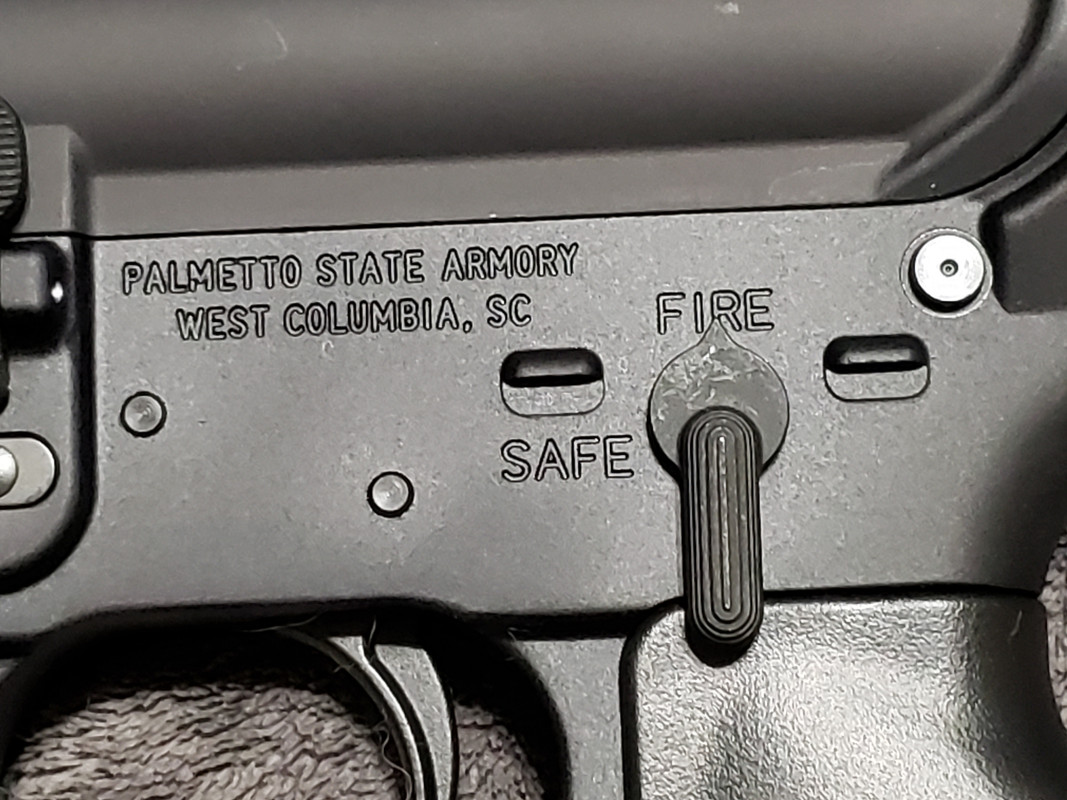 PALMETTO STATE ARMORY
WEST COLUMBIA, SC
FIRE
SAFE